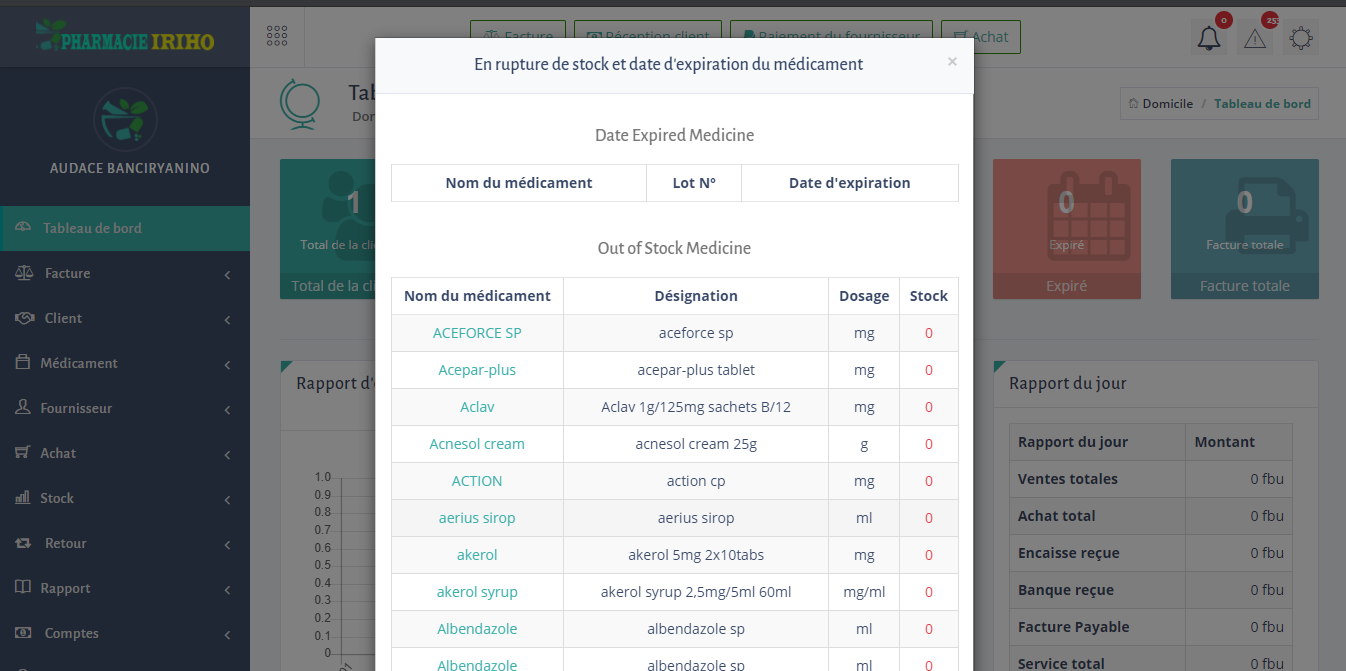 PHARMACIE IRIHO
AUDACE BANCIRYANINO
Tableau de bord
Facture
Client
Médicament
Fournisseur
Achat
Stock
Retour
Rapport
Comptes
Facture
Réception client
Paiement du fournisseur
Achat
0
Domicile / Tableau de bord
1
Total de la
Total de la
0
Expiré
Expiré
0
Facture totale
Facture totale
En rupture de stock et date d'expiration du médicament
×
Date Expired Medicine
Nom du médicament Lot Nº Date d'expiration
Out of Stock Medicine
Nom du médicament Désignation Dosage Stock
ACEFORCE SP aceforce sp mg 0
Acepar-plus acepar-plus tablet mg 0
Aclav Aclav 1g/125mg sachets B/12 mg 0
Acnesol cream acnesol cream 25g g 0
ACTION action cp mg 0
aerius sirop aerius sirop ml 0
akerol akerol 5mg 2x10tabs mg 0
akerol syrup akerol syrup 2,5mg/5ml 60ml mg/ml 0
Albendazole albendazole sp ml 0
Albendazole albendazole sp ml 0
Rapport
1.0
0.9
0.8
0.7
0.6
0.5
0.4
0.3
0.2
0.1
0
Rapport du jour
Rapport du jour Montant
Ventes totales 0 fbu
Achat total 0 fbu
Encaisse reçue 0 fbu
Banque reçue 0 fbu
Facture Payable 0 fbu
Service total 0 fbu